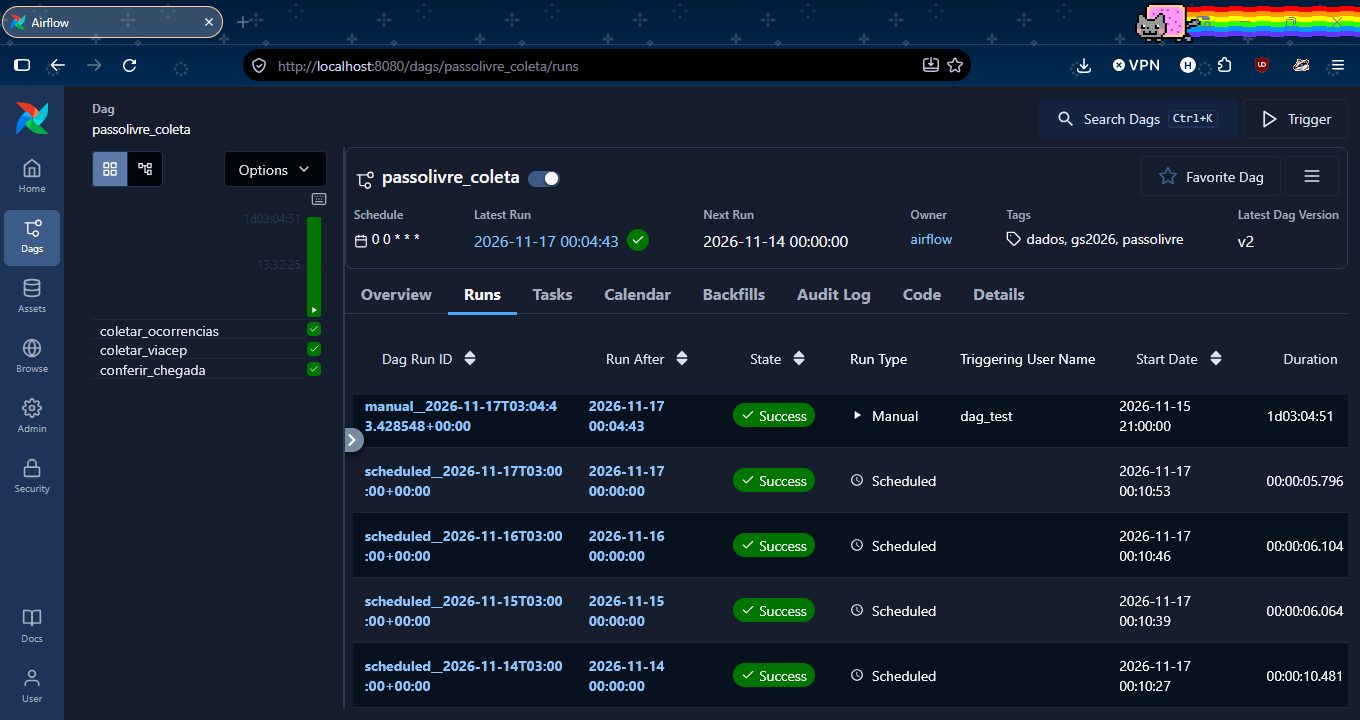 Airflow
http://localhost:8080/dags/passolivre_coleta/runs
VPN
Dag
passolivre_coleta
Search Dags Ctrl+K
Trigger
Home
Dags
Assets
Browse
Admin
Security
Docs
User
Options
1d03:04:51
13:32:25
coletar_ocorrencias
coletar_viacep
conferir_chegada
passolivre_coleta
Favorite Dag
Schedule
0 0 * * *
Latest Run
2026-11-17 00:04:43
Next Run
2026-11-14 00:00:00
Owner
airflow
Tags
dados, gs2026, passolivre
Latest Dag Version
v2
Overview Runs Tasks Calendar Backfills Audit Log Code Details
Dag Run ID Run After State Run Type Triggering User Name Start Date Duration
manual__2026-11-17T03:04:4
3.428548+00:00
2026-11-17
00:04:43
Success
Manual
dag_test
2026-11-15
21:00:00
1d03:04:51
scheduled__2026-11-17T03:00
:00+00:00
2026-11-17
00:00:00
Success
Scheduled
2026-11-17
00:10:53
00:00:05.796
scheduled__2026-11-16T03:00
:00+00:00
2026-11-16
00:00:00
Success
Scheduled
2026-11-17
00:10:46
00:00:06.104
scheduled__2026-11-15T03:00
:00+00:00
2026-11-15
00:00:00
Success
Scheduled
2026-11-17
00:10:39
00:00:06.064
scheduled__2026-11-14T03:00
:00+00:00
2026-11-14
00:00:00
Success
Scheduled
2026-11-17
00:10:27
00:00:10.481